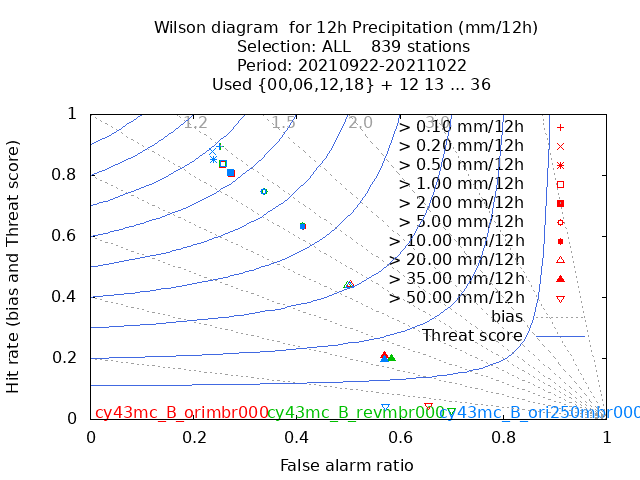 Wilson diagram  for 12h Precipitation (mm/12h)
Selection: ALL    839 stations
Period: 20210922-20211022
Used {00,06,12,18} + 12 13 ... 36
Hit rate (bias and Threat score)
1
0.8
0.6
0.4
0.2
0
1.2 1.5 2.0 3.0
> 0.10 mm/12h
> 0.20 mm/12h
> 0.50 mm/12h
> 1.00 mm/12h
> 2.00 mm/12h
> 5.00 mm/12h
> 10.00 mm/12h
> 20.00 mm/12h
> 35.00 mm/12h
> 50.00 mm/12h
bias
Threat score
cy43mc_B_orimbr000 cy43mc_B_revmbr000 cy43mc_B_ori250mbr000
0 0.2 0.4 0.6 0.8 1
False alarm ratio